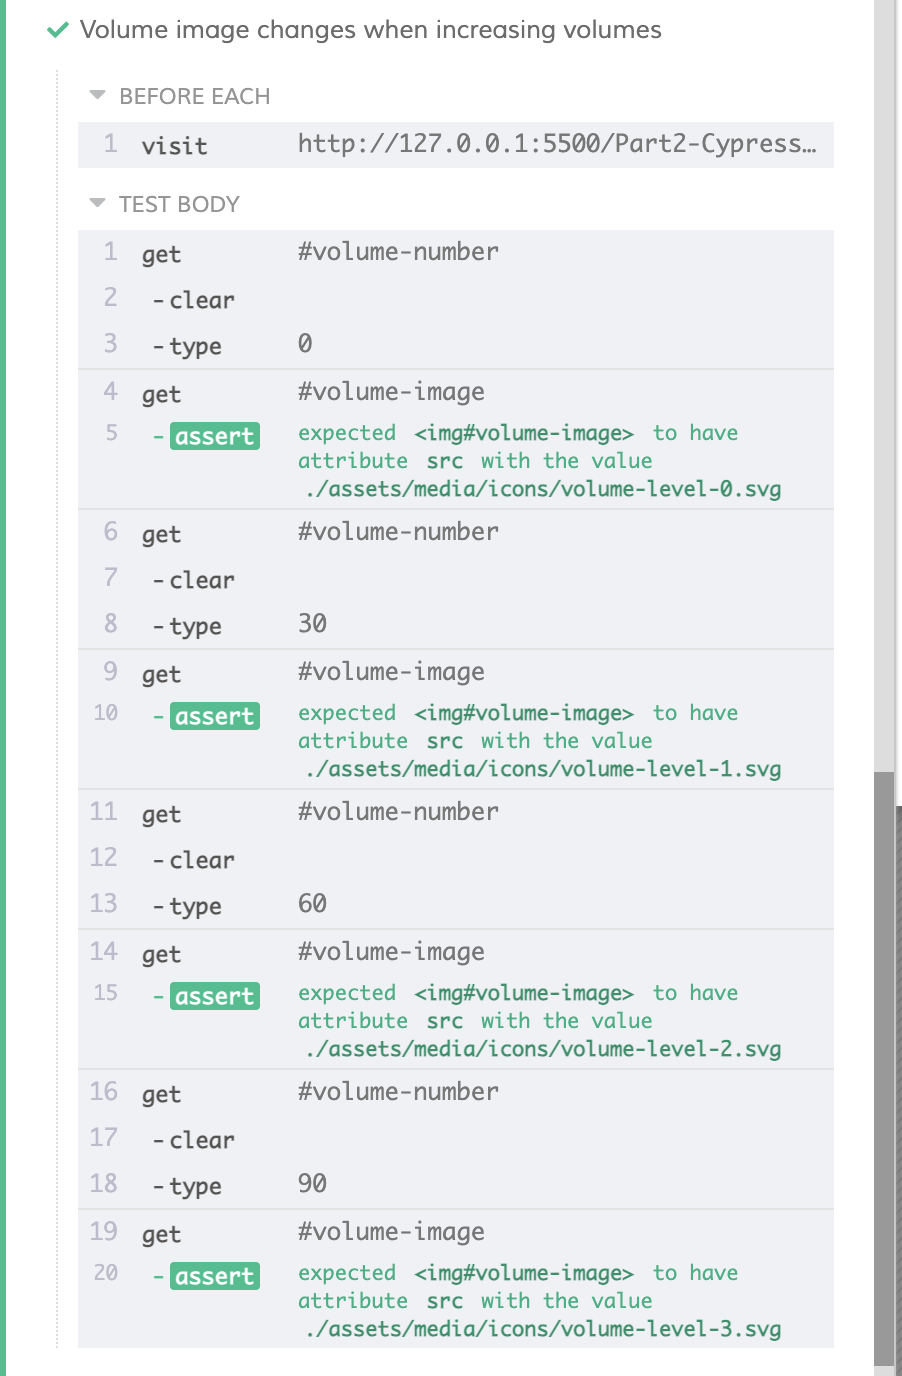 Volume image changes when increasing volumes
BEFORE EACH
1 visit http://127.0.0.1:5500/Part2-Cypress…
TEST BODY
1 get #volume-number
2 -clear
3 -type 0
4 get #volume-image
5 -assert expected <img#volume-image> to have
attribute src with the value
./assets/media/icons/volume-level-0.svg
6 get #volume-number
7 -clear
8 -type 30
9 get #volume-image
10 -assert expected <img#volume-image> to have
attribute src with the value
./assets/media/icons/volume-level-1.svg
11 get #volume-number
12 -clear
13 -type 60
14 get #volume-image
15 -assert expected <img#volume-image> to have
attribute src with the value
./assets/media/icons/volume-level-2.svg
16 get #volume-number
17 -clear
18 -type 90
19 get #volume-image
20 -assert expected <img#volume-image> to have
attribute src with the value
./assets/media/icons/volume-level-3.svg